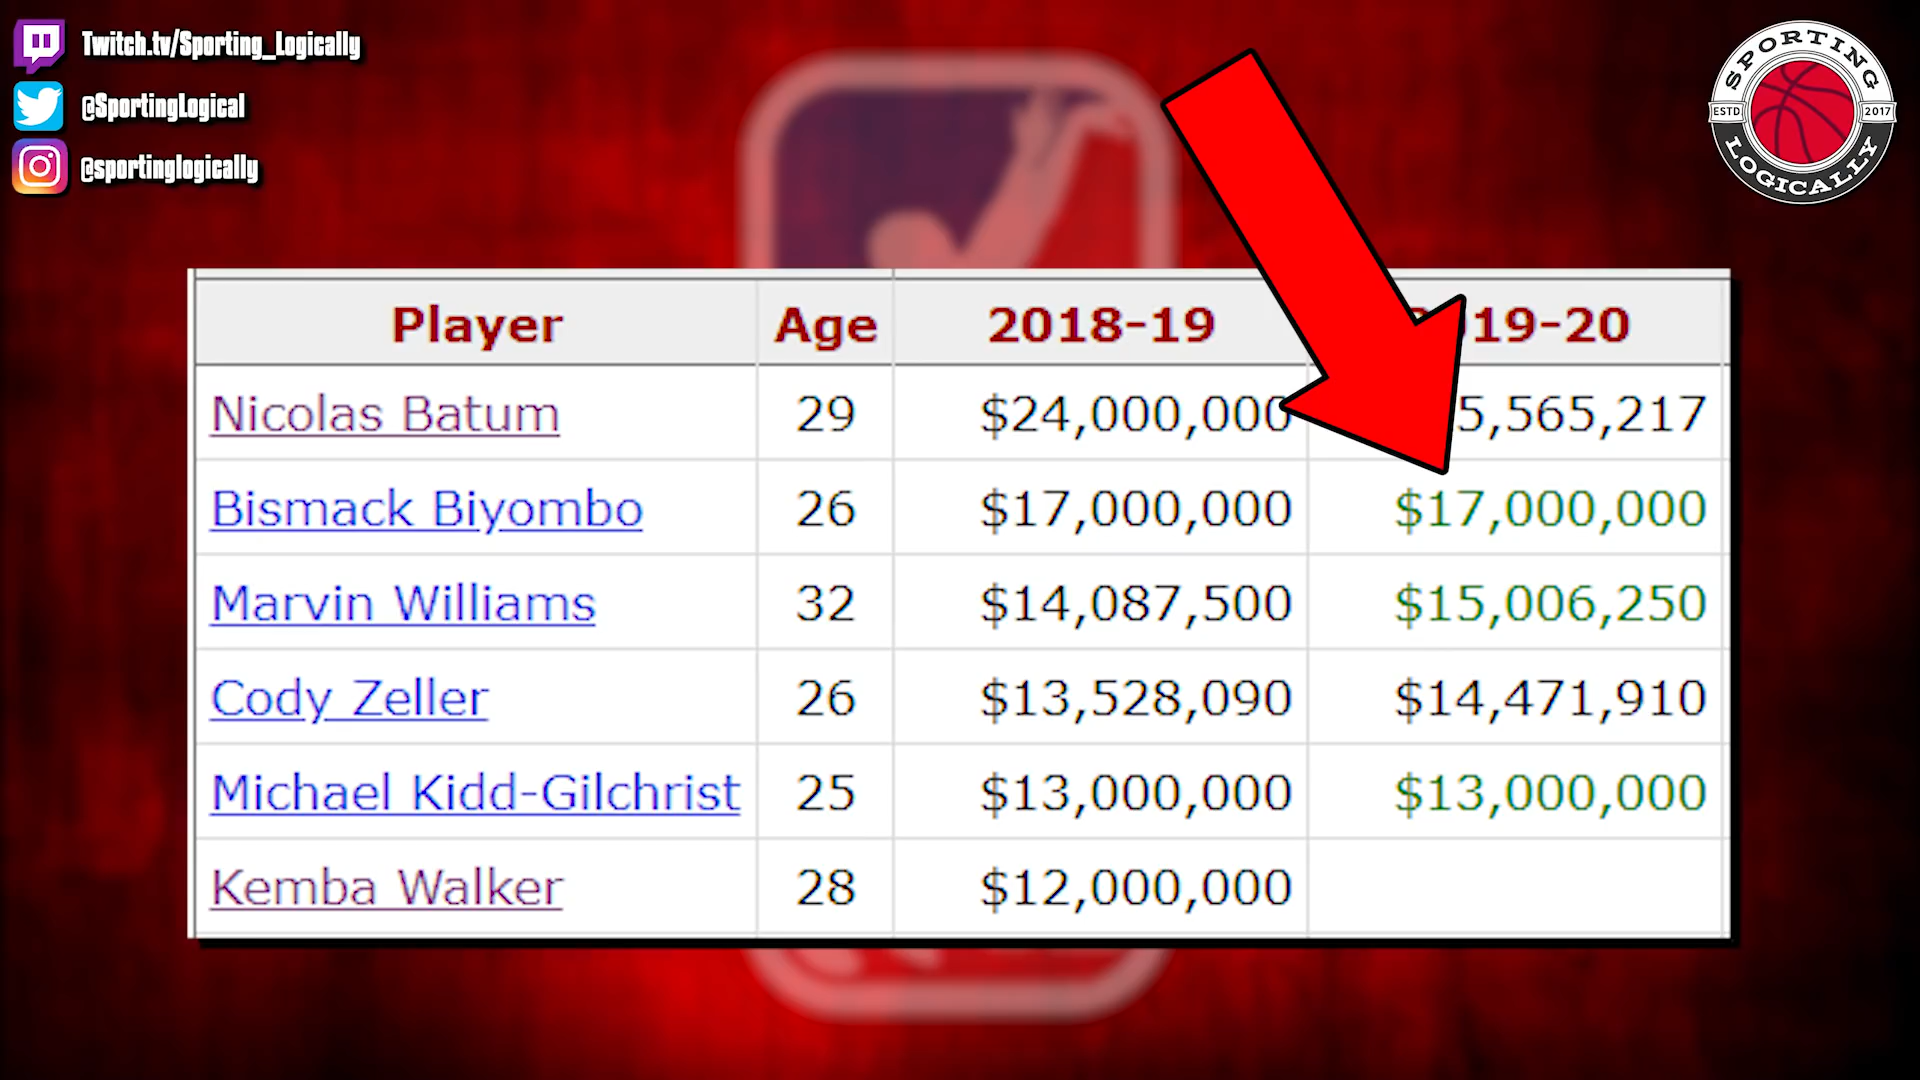 Twitch.tv/Sporting_Logically
@SportingLogical
@sportinglogically
SPORTING
ESTD 2017
LOGICALLY
Player Age 2018-19 19-20
Nicolas Batum 29 $24,000,000 5,565,217
Bismack Biyombo 26 $17,000,000 $17,000,000
Marvin Williams 32 $14,087,500 $15,006,250
Cody Zeller 26 $13,528,090 $14,471,910
Michael Kidd-Gilchrist 25 $13,000,000 $13,000,000
Kemba Walker 28 $12,000,000